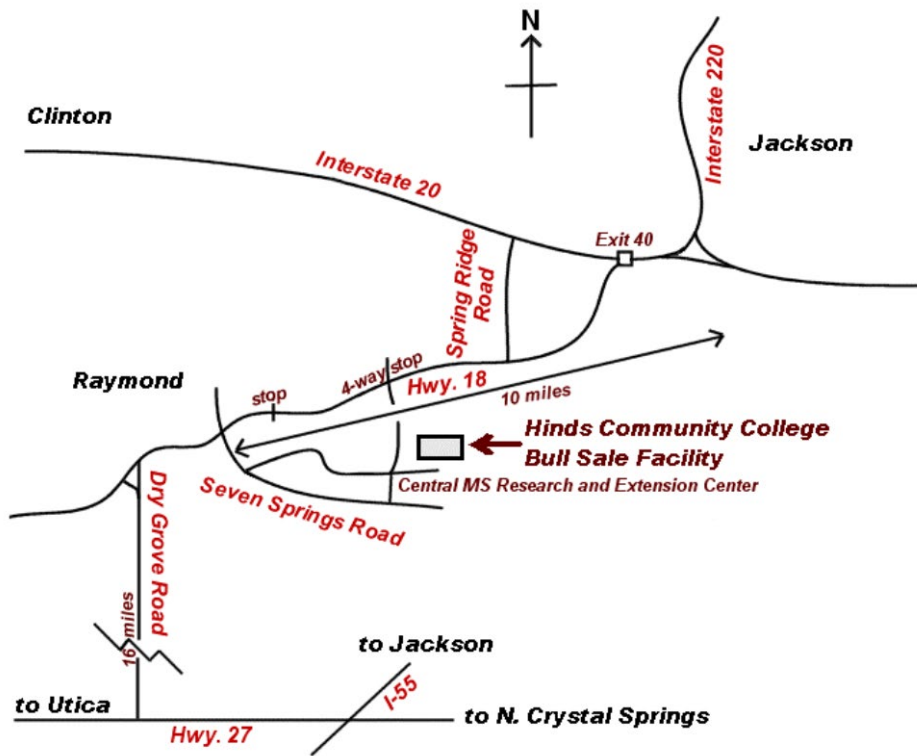 N
Clinton
Interstate 20
Interstate 220
Jackson
Exit 40
Spring Ridge
Road
Raymond
stop
4-way stop
Hwy. 18
10 miles
Hinds Community College
Bull Sale Facility
Central MS Research and Extension Center
Seven Springs Road
Dry Grove Road
16 miles
to Jackson
I-55
to Utica
Hwy. 27
to N. Crystal Springs